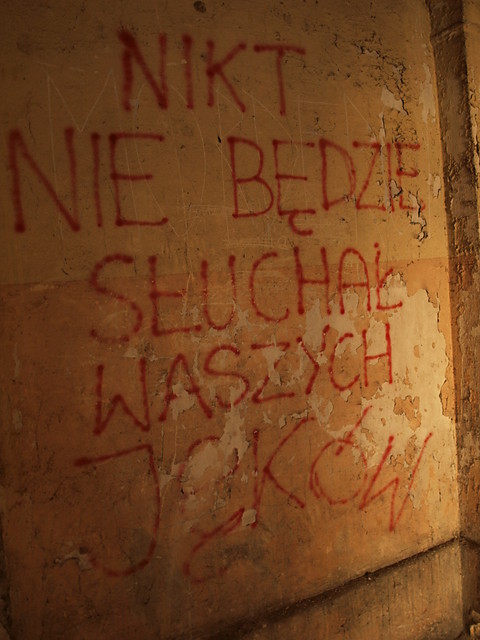 NIKT
NIE BĘDZIE
SŁUCHAŁ
WASZYCH
JĘKÓW